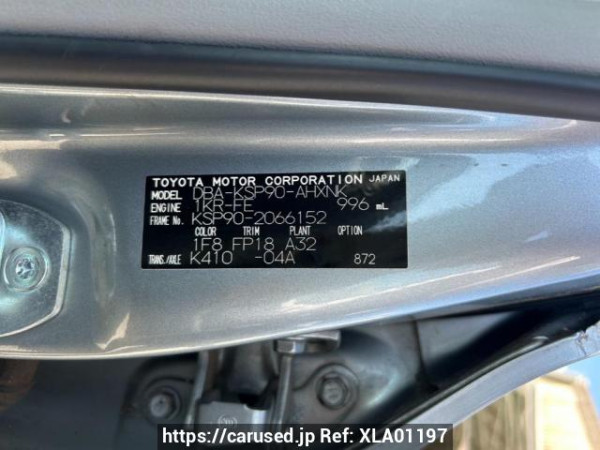 TOYOTA MOTOR CORPORATION JAPAN
MODEL DBA-KSP90-AHXNK
ENGINE 1KR-FE 996 mL
FRAME No. KSP90-2066152
COLOR TRIM PLANT OPTION
1F8 FP18 A32
TRANS./AXLE K410 -04A 872
https://carused.jp Ref: XLA01197